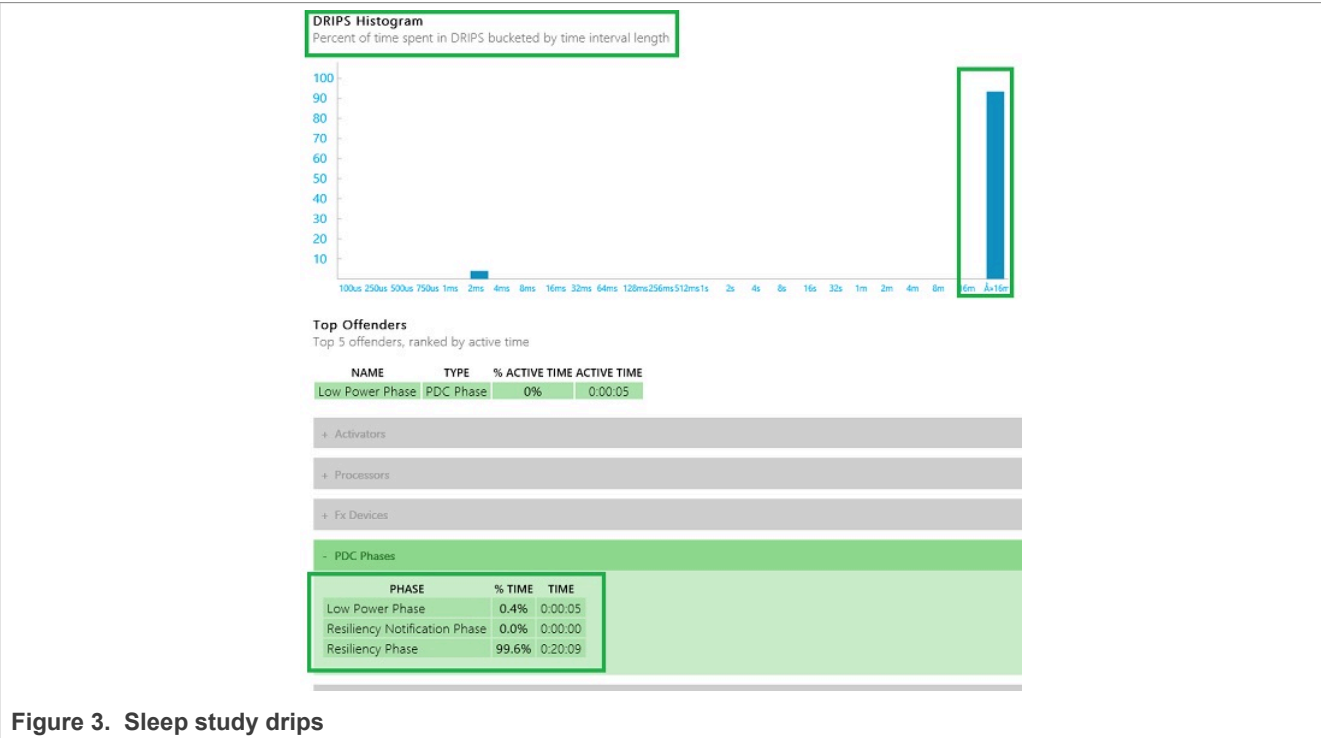 DRIPS Histogram
Percent of time spent in DRIPS bucketed by time interval length
100
90
80
70
60
50
40
30
20
10
100us 250us 500us 750us 1ms 2ms 4ms 8ms 16ms 32ms 64ms 128ms256ms512ms1s 2s 4s 8s 16s 32s 1m 2m 4m 8m 16m Â»16m
Top Offenders
Top 5 offenders, ranked by active time
NAME TYPE % ACTIVE TIME ACTIVE TIME
Low Power Phase PDC Phase 0% 0:00:05
+ Activators
+ Processors
+ Fx Devices
- PDC Phases
PHASE % TIME TIME
Low Power Phase 0.4% 0:00:05
Resiliency Notification Phase 0.0% 0:00:00
Resiliency Phase 99.6% 0:20:09
Figure 3. Sleep study drips